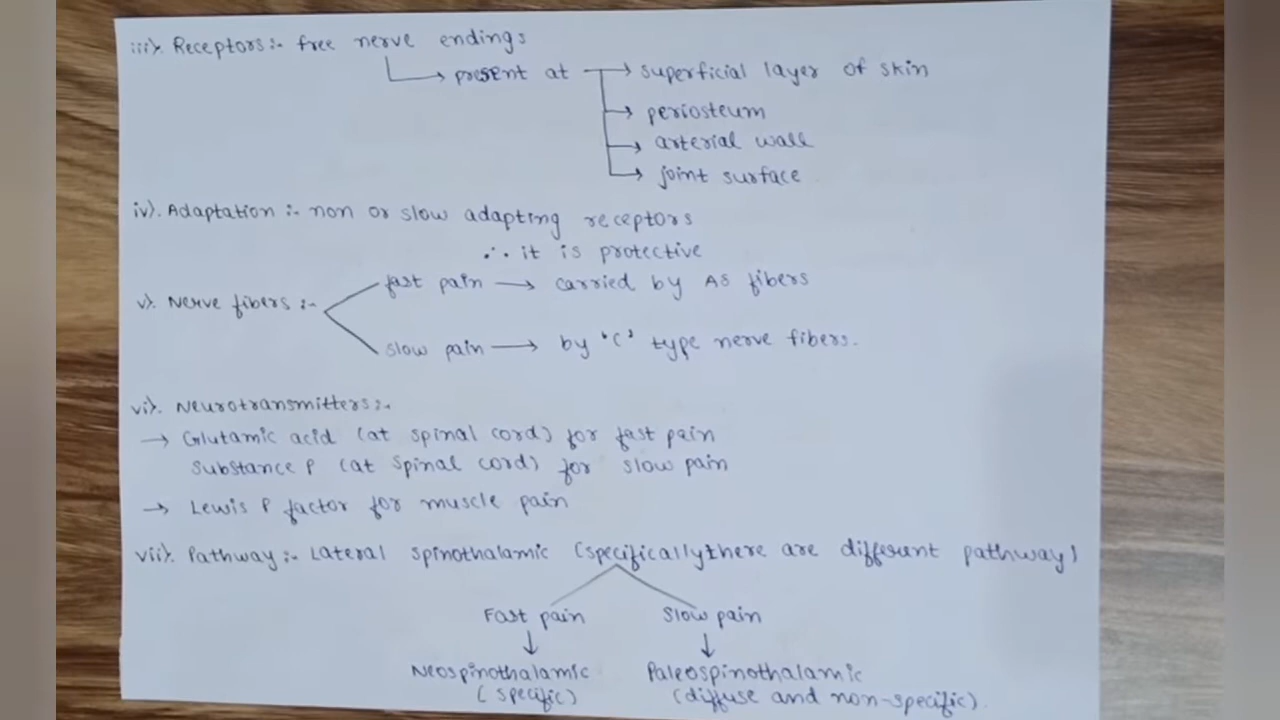 iii). Receptors:- free nerve endings
present at → superficial layer of skin
→ periosteum
→ arterial wall
→ joint surface
iv). Adaptation :- non or slow adapting receptors
∴ it is protective
fast pain → carried by Aδ fibers
v). Nerve fibers :-
slow pain → by 'C' type nerve fibers.
vi). Neurotransmitters:-
→ Glutamic acid (at spinal cord) for fast pain
Substance P (at spinal cord) for slow pain
→ Lewis P factor for muscle pain
vii). Pathway :- Lateral spinothalamic (specifically there are different pathway)
Fast pain Slow pain
↓ ↓
Neospinothalamic Paleospinothalamic
(specific) (diffuse and non-specific).